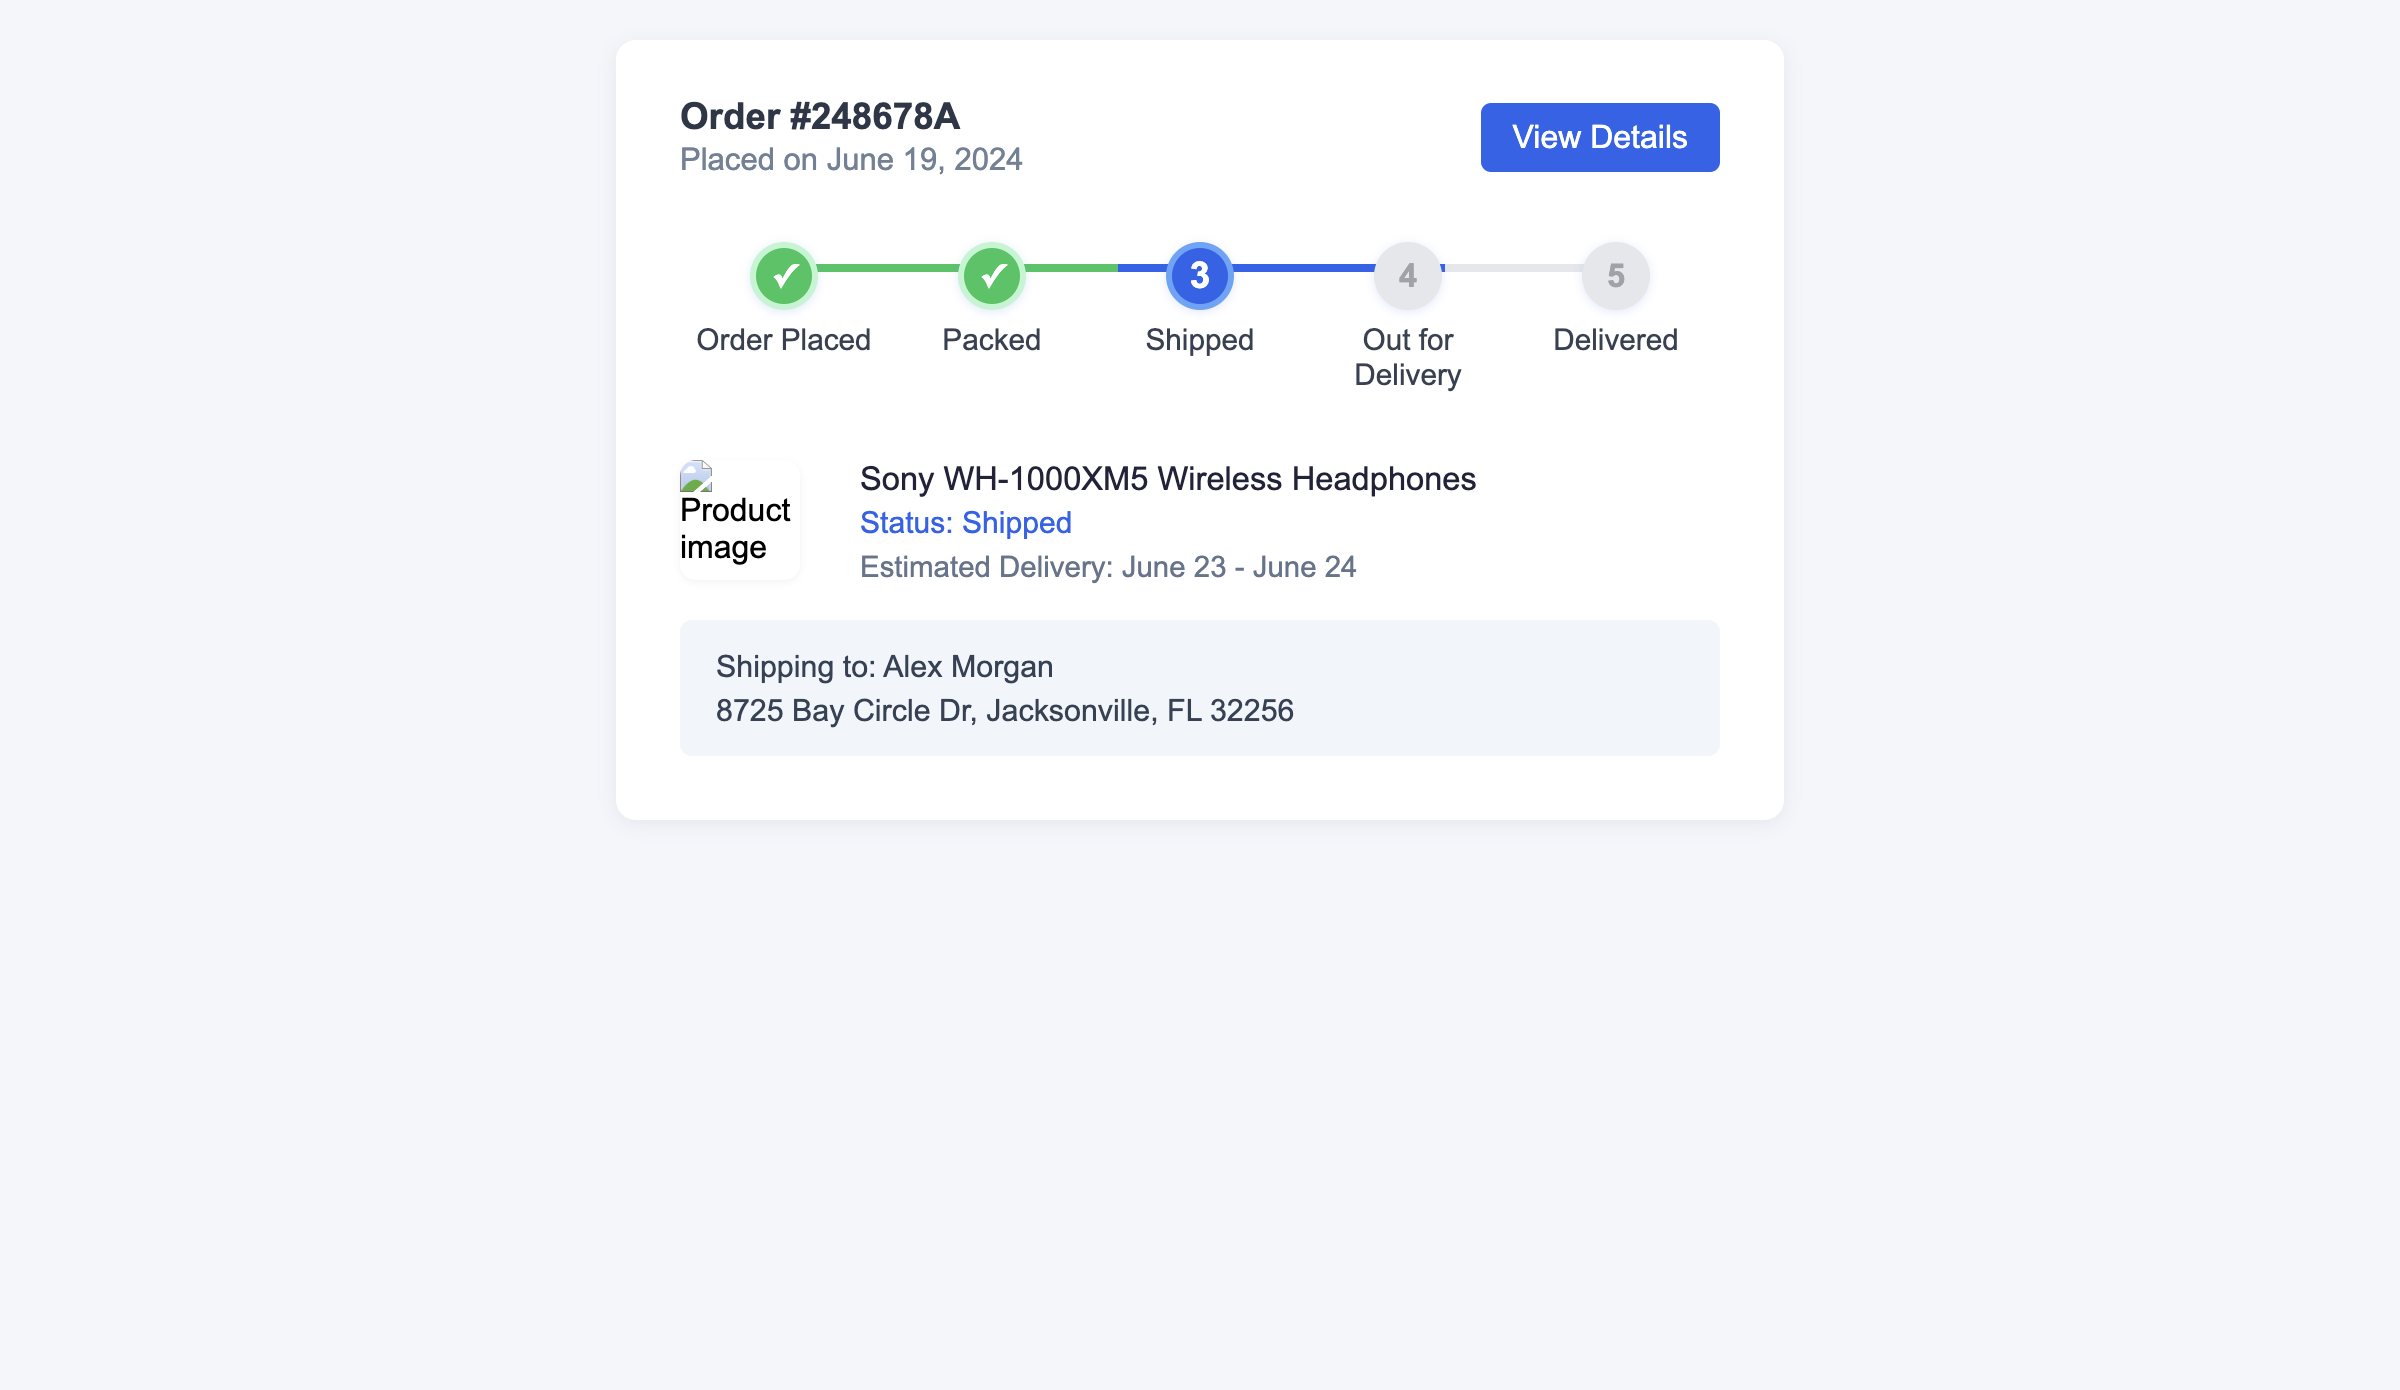 Order #248678A
Placed on June 19, 2024
View Details
✓
✓
3
4
5
Order Placed
Packed
Shipped
Out for
Delivery
Delivered
Product
image
Sony WH-1000XM5 Wireless Headphones
Status: Shipped
Estimated Delivery: June 23 - June 24
Shipping to: Alex Morgan
8725 Bay Circle Dr, Jacksonville, FL 32256